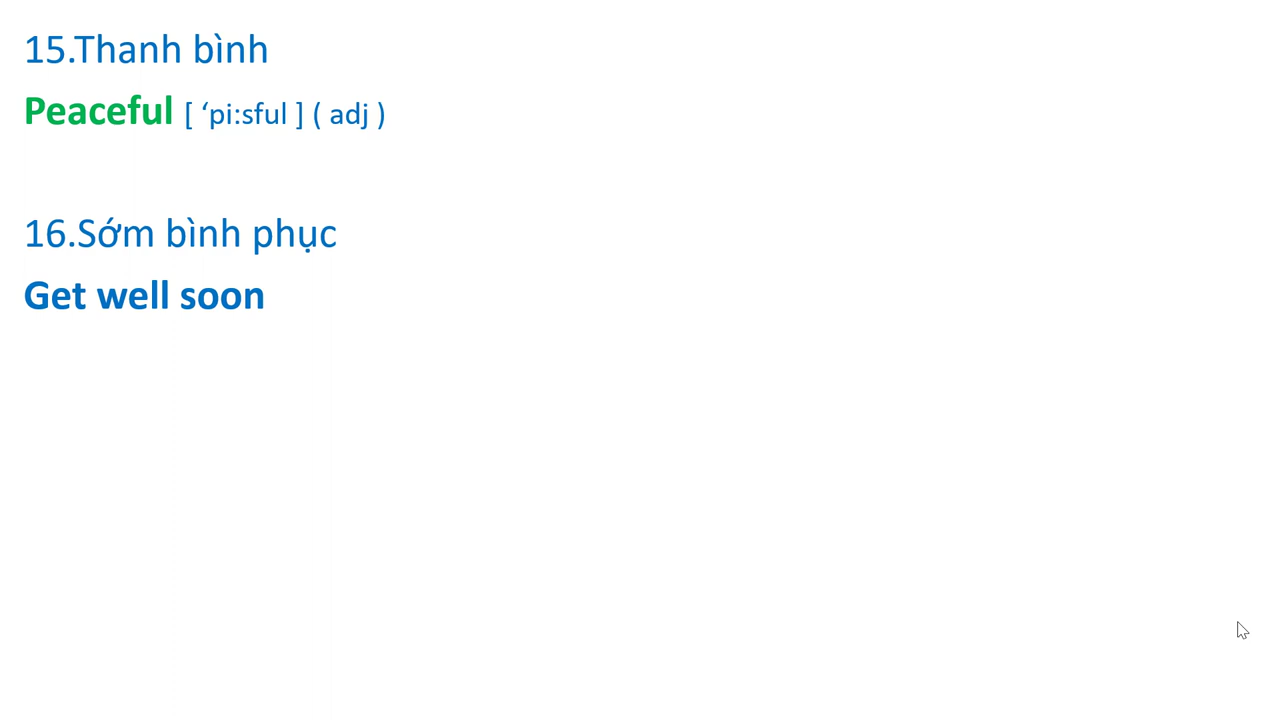 15.Thanh bình
Peaceful [ ‘pi:sful ] ( adj )
16.Sớm bình phục
Get well soon